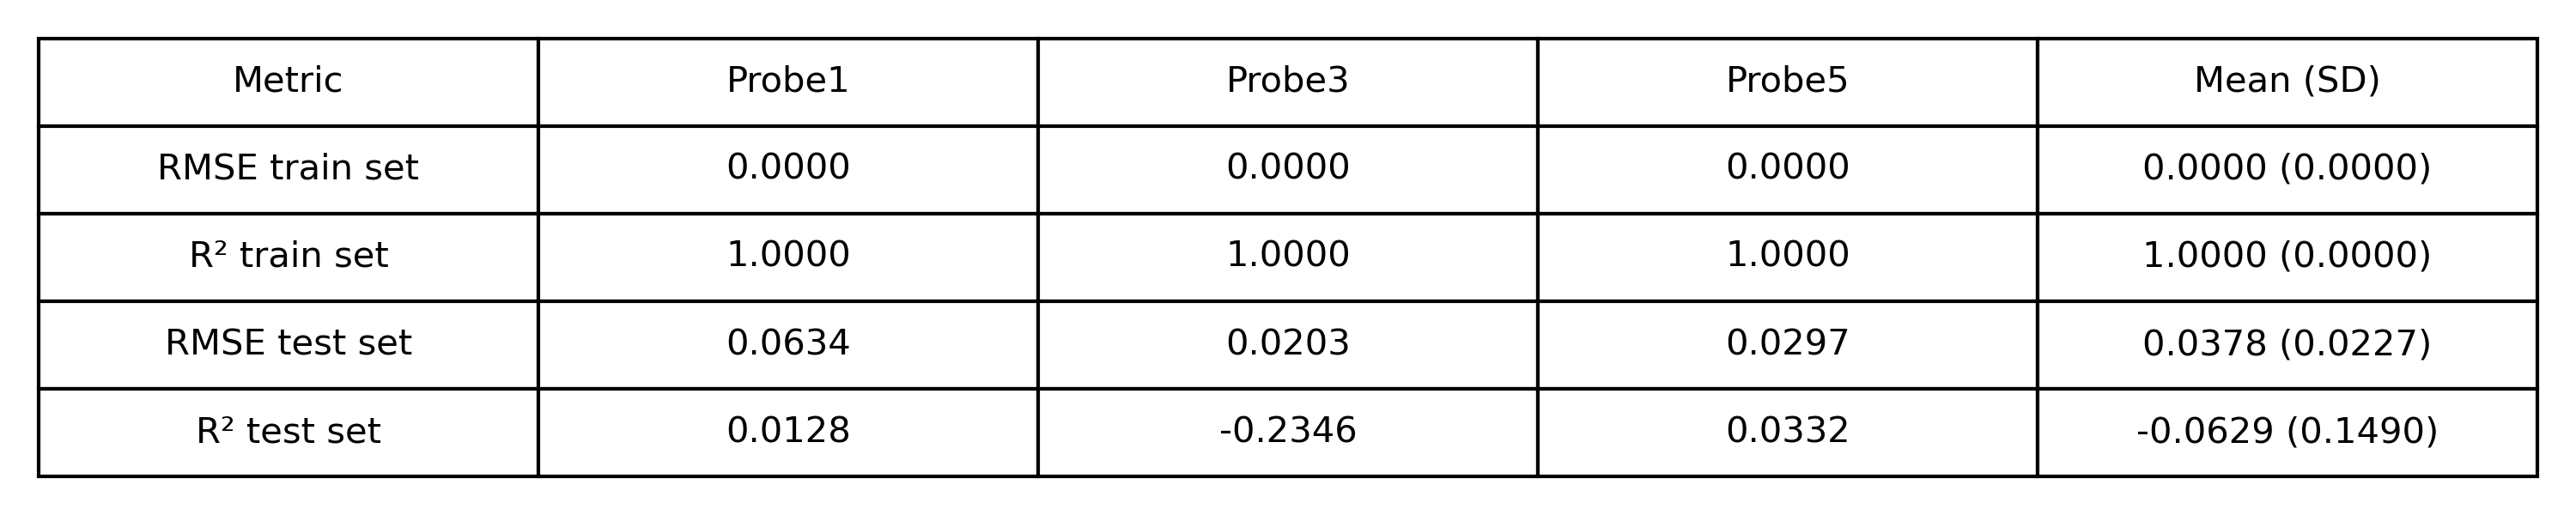 Metric Probe1 Probe3 Probe5 Mean (SD)
RMSE train set 0.0000 0.0000 0.0000 0.0000 (0.0000)
R² train set 1.0000 1.0000 1.0000 1.0000 (0.0000)
RMSE test set 0.0634 0.0203 0.0297 0.0378 (0.0227)
R² test set 0.0128 -0.2346 0.0332 -0.0629 (0.1490)